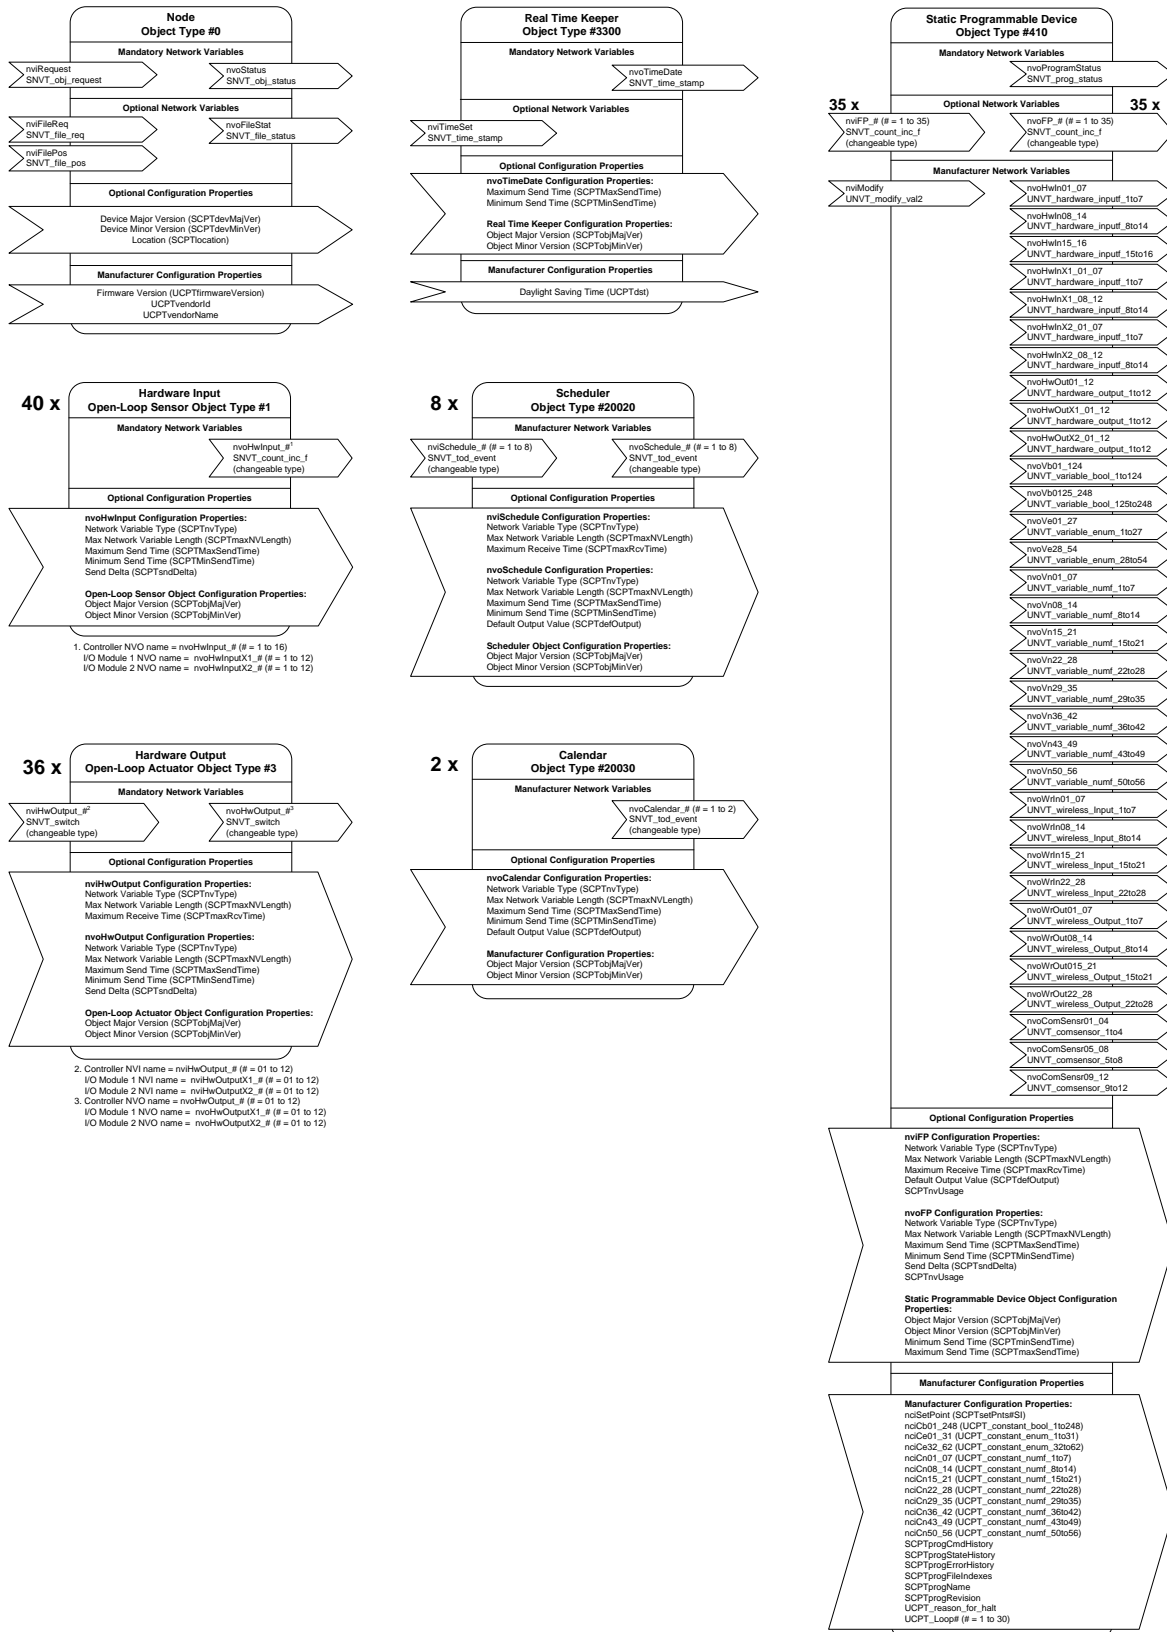 Node
Object Type #0
Mandatory Network Variables
nviRequest
SNVT_obj_request
nvoStatus
SNVT_obj_status
Optional Network Variables
nviFileReq
SNVT_file_req
nvoFileStat
SNVT_file_status
nviFilePos
SNVT_file_pos
Optional Configuration Properties
Device Major Version (SCPTdevMajVer)
Device Minor Version (SCPTdevMinVer)
Location (SCPTlocation)
Manufacturer Configuration Properties
Firmware Version (UCPTfirmwareVersion)
UCPTvendorId
UCPTvendorName
Real Time Keeper
Object Type #3300
Mandatory Network Variables
nvoTimeDate
SNVT_time_stamp
Optional Network Variables
nviTimeSet
SNVT_time_stamp
Optional Configuration Properties
nvoTimeDate Configuration Properties:
Maximum Send Time (SCPTMaxSendTime)
Minimum Send Time (SCPTMinSendTime)
Real Time Keeper Configuration Properties:
Object Major Version (SCPTobjMajVer)
Object Minor Version (SCPTobjMinVer)
Manufacturer Configuration Properties
Daylight Saving Time (UCPTdst)
40 x
Hardware Input
Open-Loop Sensor Object Type #1
Mandatory Network Variables
nvoHwInput_#1
SNVT_count_inc_f
(changeable type)
Optional Configuration Properties
nvoHwInput Configuration Properties:
Network Variable Type (SCPTnvType)
Max Network Variable Length (SCPTmaxNVLength)
Maximum Send Time (SCPTMaxSendTime)
Minimum Send Time (SCPTMinSendTime)
Send Delta (SCPTsndDelta)
Open-Loop Sensor Object Configuration Properties:
Object Major Version (SCPTobjMajVer)
Object Minor Version (SCPTobjMinVer)
1. Controller NVO name = nvoHwInput_# (# = 1 to 16)
I/O Module 1 NVO name = nvoHwInputX1_# (# = 1 to 12)
I/O Module 2 NVO name = nvoHwInputX2_# (# = 1 to 12)
8 x
Scheduler
Object Type #20020
Manufacturer Network Variables
nviSchedule_# (# = 1 to 8)
SNVT_tod_event
(changeable type)
nvoSchedule_# (# = 1 to 8)
SNVT_tod_event
(changeable type)
Optional Configuration Properties
nviSchedule Configuration Properties:
Network Variable Type (SCPTnvType)
Max Network Variable Length (SCPTmaxNVLength)
Maximum Receive Time (SCPTmaxRcvTime)
nvoSchedule Configuration Properties:
Network Variable Type (SCPTnvType)
Max Network Variable Length (SCPTmaxNVLength)
Maximum Send Time (SCPTMaxSendTime)
Minimum Send Time (SCPTMinSendTime)
Default Output Value (SCPTdefOutput)
Scheduler Object Configuration Properties:
Object Major Version (SCPTobjMajVer)
Object Minor Version (SCPTobjMinVer)
36 x
Hardware Output
Open-Loop Actuator Object Type #3
Mandatory Network Variables
nviHwOutput_#2
SNVT_switch
(changeable type)
nvoHwOutput_#3
SNVT_switch
(changeable type)
Optional Configuration Properties
nviHwOutput Configuration Properties:
Network Variable Type (SCPTnvType)
Max Network Variable Length (SCPTmaxNVLength)
Maximum Receive Time (SCPTmaxRcvTime)
nvoHwOutput Configuration Properties:
Network Variable Type (SCPTnvType)
Max Network Variable Length (SCPTmaxNVLength)
Maximum Send Time (SCPTMaxSendTime)
Minimum Send Time (SCPTMinSendTime)
Send Delta (SCPTsndDelta)
Open-Loop Actuator Object Configuration Properties:
Object Major Version (SCPTobjMajVer)
Object Minor Version (SCPTobjMinVer)
2. Controller NVI name = nviHwOutput_# (# = 01 to 12)
I/O Module 1 NVI name = nviHwOutputX1_# (# = 01 to 12)
I/O Module 2 NVI name = nviHwOutputX2_# (# = 01 to 12)
3. Controller NVO name = nvoHwOutput_# (# = 01 to 12)
I/O Module 1 NVO name = nvoHwOutputX1_# (# = 01 to 12)
I/O Module 2 NVO name = nvoHwOutputX2_# (# = 01 to 12)
2 x
Calendar
Object Type #20030
Manufacturer Network Variables
nvoCalendar_# (# = 1 to 2)
SNVT_tod_event
(changeable type)
Optional Configuration Properties
nvoCalendar Configuration Properties:
Network Variable Type (SCPTnvType)
Max Network Variable Length (SCPTmaxNVLength)
Maximum Send Time (SCPTMaxSendTime)
Minimum Send Time (SCPTMinSendTime)
Default Output Value (SCPTdefOutput)
Manufacturer Configuration Properties:
Object Major Version (SCPTobjMajVer)
Object Minor Version (SCPTobjMinVer)
Static Programmable Device
Object Type #410
Mandatory Network Variables
nvoProgramStatus
SNVT_prog_status
35 x
Optional Network Variables
35 x
nviFP_# (# = 1 to 35)
SNVT_count_inc_f
(changeable type)
nvoFP_# (# = 1 to 35)
SNVT_count_inc_f
(changeable type)
Manufacturer Network Variables
nviModify
UNVT_modify_val2
nvoHwIn01_07
UNVT_hardware_inputf_1to7
nvoHwIn08_14
UNVT_hardware_inputf_8to14
nvoHwIn15_16
UNVT_hardware_inputf_15to16
nvoHwInX1_01_07
UNVT_hardware_inputf_1to7
nvoHwInX1_08_12
UNVT_hardware_inputf_8to14
nvoHwInX2_01_07
UNVT_hardware_inputf_1to7
nvoHwInX2_08_12
UNVT_hardware_inputf_8to14
nvoHwOut01_12
UNVT_hardware_output_1to12
nvoHwOutX1_01_12
UNVT_hardware_output_1to12
nvoHwOutX2_01_12
UNVT_hardware_output_1to12
nvoVb01_124
UNVT_variable_bool_1to124
nvoVb0125_248
UNVT_variable_bool_125to248
nvoVe01_27
UNVT_variable_enum_1to27
nvoVe28_54
UNVT_variable_enum_28to54
nvoVn01_07
UNVT_variable_numf_1to7
nvoVn08_14
UNVT_variable_numf_8to14
nvoVn15_21
UNVT_variable_numf_15to21
nvoVn22_28
UNVT_variable_numf_22to28
nvoVn29_35
UNVT_variable_numf_29to35
nvoVn36_42
UNVT_variable_numf_36to42
nvoVn43_49
UNVT_variable_numf_43to49
nvoVn50_56
UNVT_variable_numf_50to56
nvoWrIn01_07
UNVT_wireless_Input_1to7
nvoWrIn08_14
UNVT_wireless_Input_8to14
nvoWrIn15_21
UNVT_wireless_Input_15to21
nvoWrIn22_28
UNVT_wireless_Input_22to28
nvoWrOut01_07
UNVT_wireless_Output_1to7
nvoWrOut08_14
UNVT_wireless_Output_8to14
nvoWrOut015_21
UNVT_wireless_Output_15to21
nvoWrOut22_28
UNVT_wireless_Output_22to28
nvoComSensr01_04
UNVT_comsensor_1to4
nvoComSensr05_08
UNVT_comsensor_5to8
nvoComSensr09_12
UNVT_comsensor_9to12
Optional Configuration Properties
nviFP Configuration Properties:
Network Variable Type (SCPTnvType)
Max Network Variable Length (SCPTmaxNVLength)
Maximum Receive Time (SCPTmaxRcvTime)
Default Output Value (SCPTdefOutput)
SCPTnvUsage
nvoFP Configuration Properties:
Network Variable Type (SCPTnvType)
Max Network Variable Length (SCPTmaxNVLength)
Maximum Send Time (SCPTMaxSendTime)
Minimum Send Time (SCPTMinSendTime)
Send Delta (SCPTsndDelta)
SCPTnvUsage
Static Programmable Device Object Configuration
Properties:
Object Major Version (SCPTobjMajVer)
Object Minor Version (SCPTobjMinVer)
Minimum Send Time (SCPTminSendTime)
Maximum Send Time (SCPTmaxSendTime)
Manufacturer Configuration Properties
Manufacturer Configuration Properties:
nciSetPoint (SCPTsetPnts#SI)
nciCb01_248 (UCPT_constant_bool_1to248)
nciCe01_31 (UCPT_constant_enum_1to31)
nciCe32_62 (UCPT_constant_enum_32to62)
nciCn01_07 (UCPT_constant_numf_1to7)
nciCn08_14 (UCPT_constant_numf_8to14)
nciCn15_21 (UCPT_constant_numf_15to21)
nciCn22_28 (UCPT_constant_numf_22to28)
nciCn29_35 (UCPT_constant_numf_29to35)
nciCn36_42 (UCPT_constant_numf_36to42)
nciCn43_49 (UCPT_constant_numf_43to49)
nciCn50_56 (UCPT_constant_numf_50to56)
SCPTprogCmdHistory
SCPTprogStateHistory
SCPTprogErrorHistory
SCPTprogFileIndexes
SCPTprogName
SCPTprogRevision
UCPT_reason_for_halt
UCPT_Loop# (# = 1 to 30)